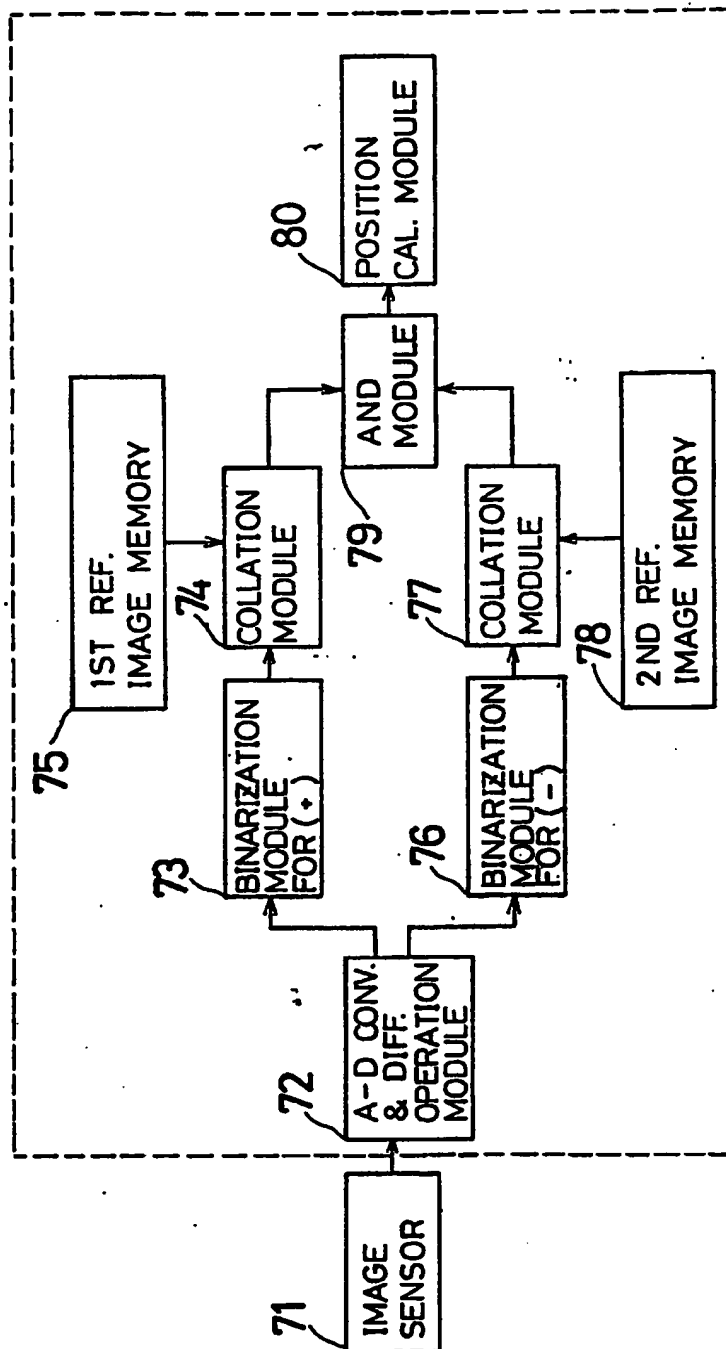 71
IMAGE
SENSOR
72
A-D CONV.
& DIFF.
OPERATION
MODULE
73
BINARIZATION
MODULE
FOR (+)
74
COLLATION
MODULE
75
1ST REF.
IMAGE MEMORY
76
BINARIZATION
MODULE
FOR (-)
77
COLLATION
MODULE
78
2ND REF.
IMAGE MEMORY
79
AND
MODULE
80
POSITION
CAL. MODULE